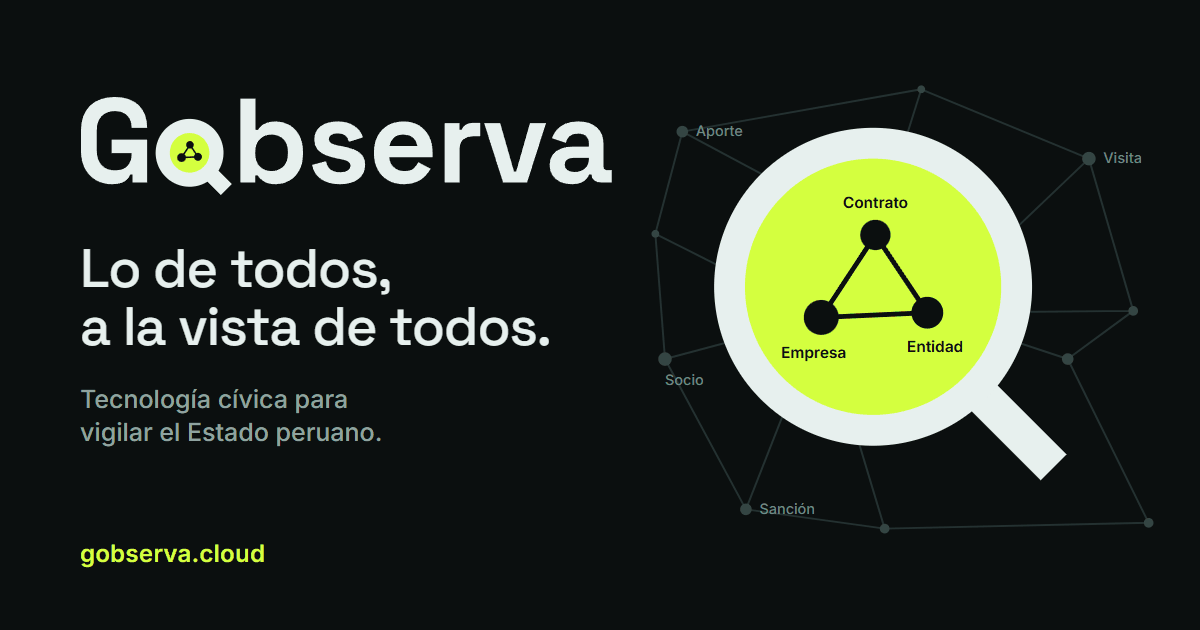 Gobserva
Lo de todos,
a la vista de todos.
Tecnología cívica para
vigilar el Estado peruano.
gobserva.cloud
Aporte
Visita
Contrato
Empresa
Entidad
Socio
Sanción